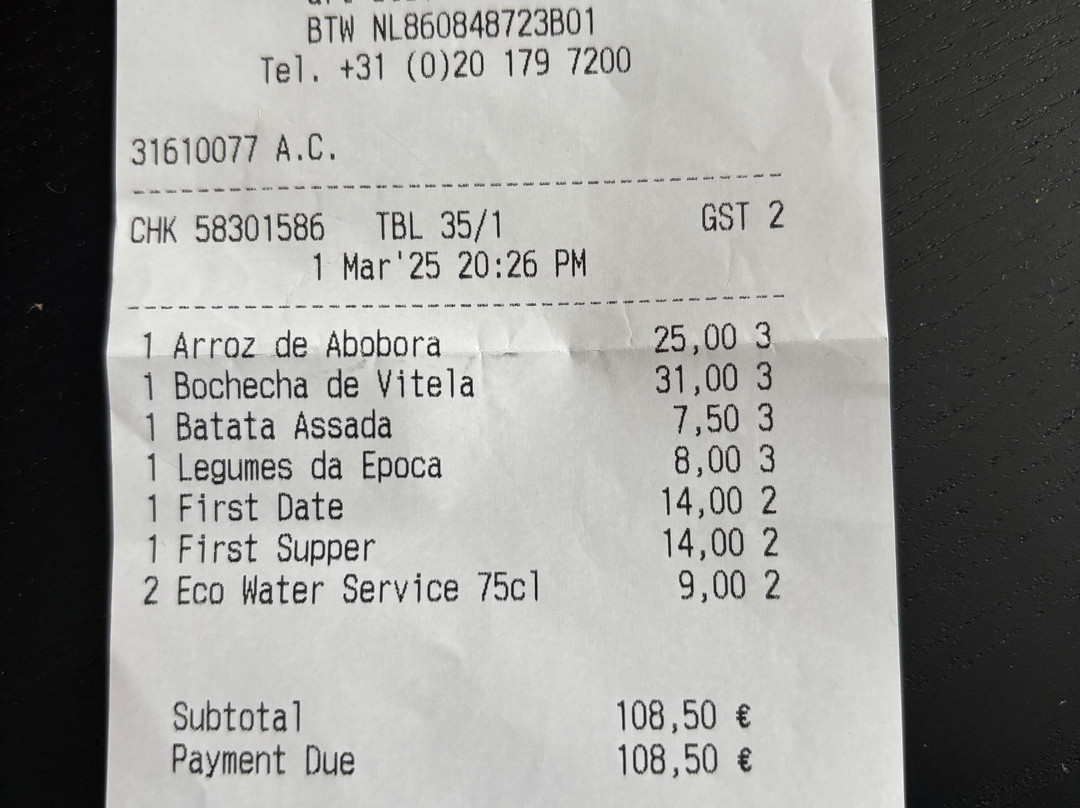 BTW NL860848723B01
Tel. +31 (0)20 179 7200
31610077 A.C.
CHK 58301586 TBL 35/1 GST 2
1 Mar'25 20:26 PM
1 Arroz de Abobora 25,00 3
1 Bochecha de Vitela 31,00 3
1 Batata Assada 7,50 3
1 Legumes da Epoca 8,00 3
1 First Date 14,00 2
1 First Supper 14,00 2
2 Eco Water Service 75cl 9,00 2
Subtotal 108,50 €
Payment Due 108,50 €